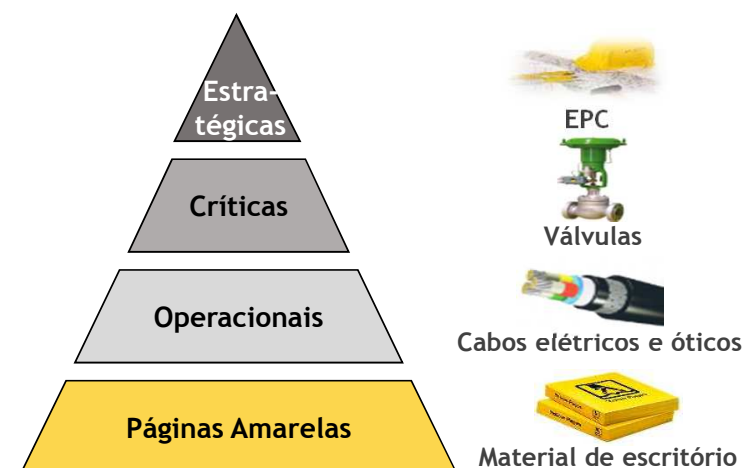 Estra-
tégicas
EPC
Críticas
Válvulas
Operacionais
Cabos elétricos e óticos
Páginas Amarelas
Material de escritório